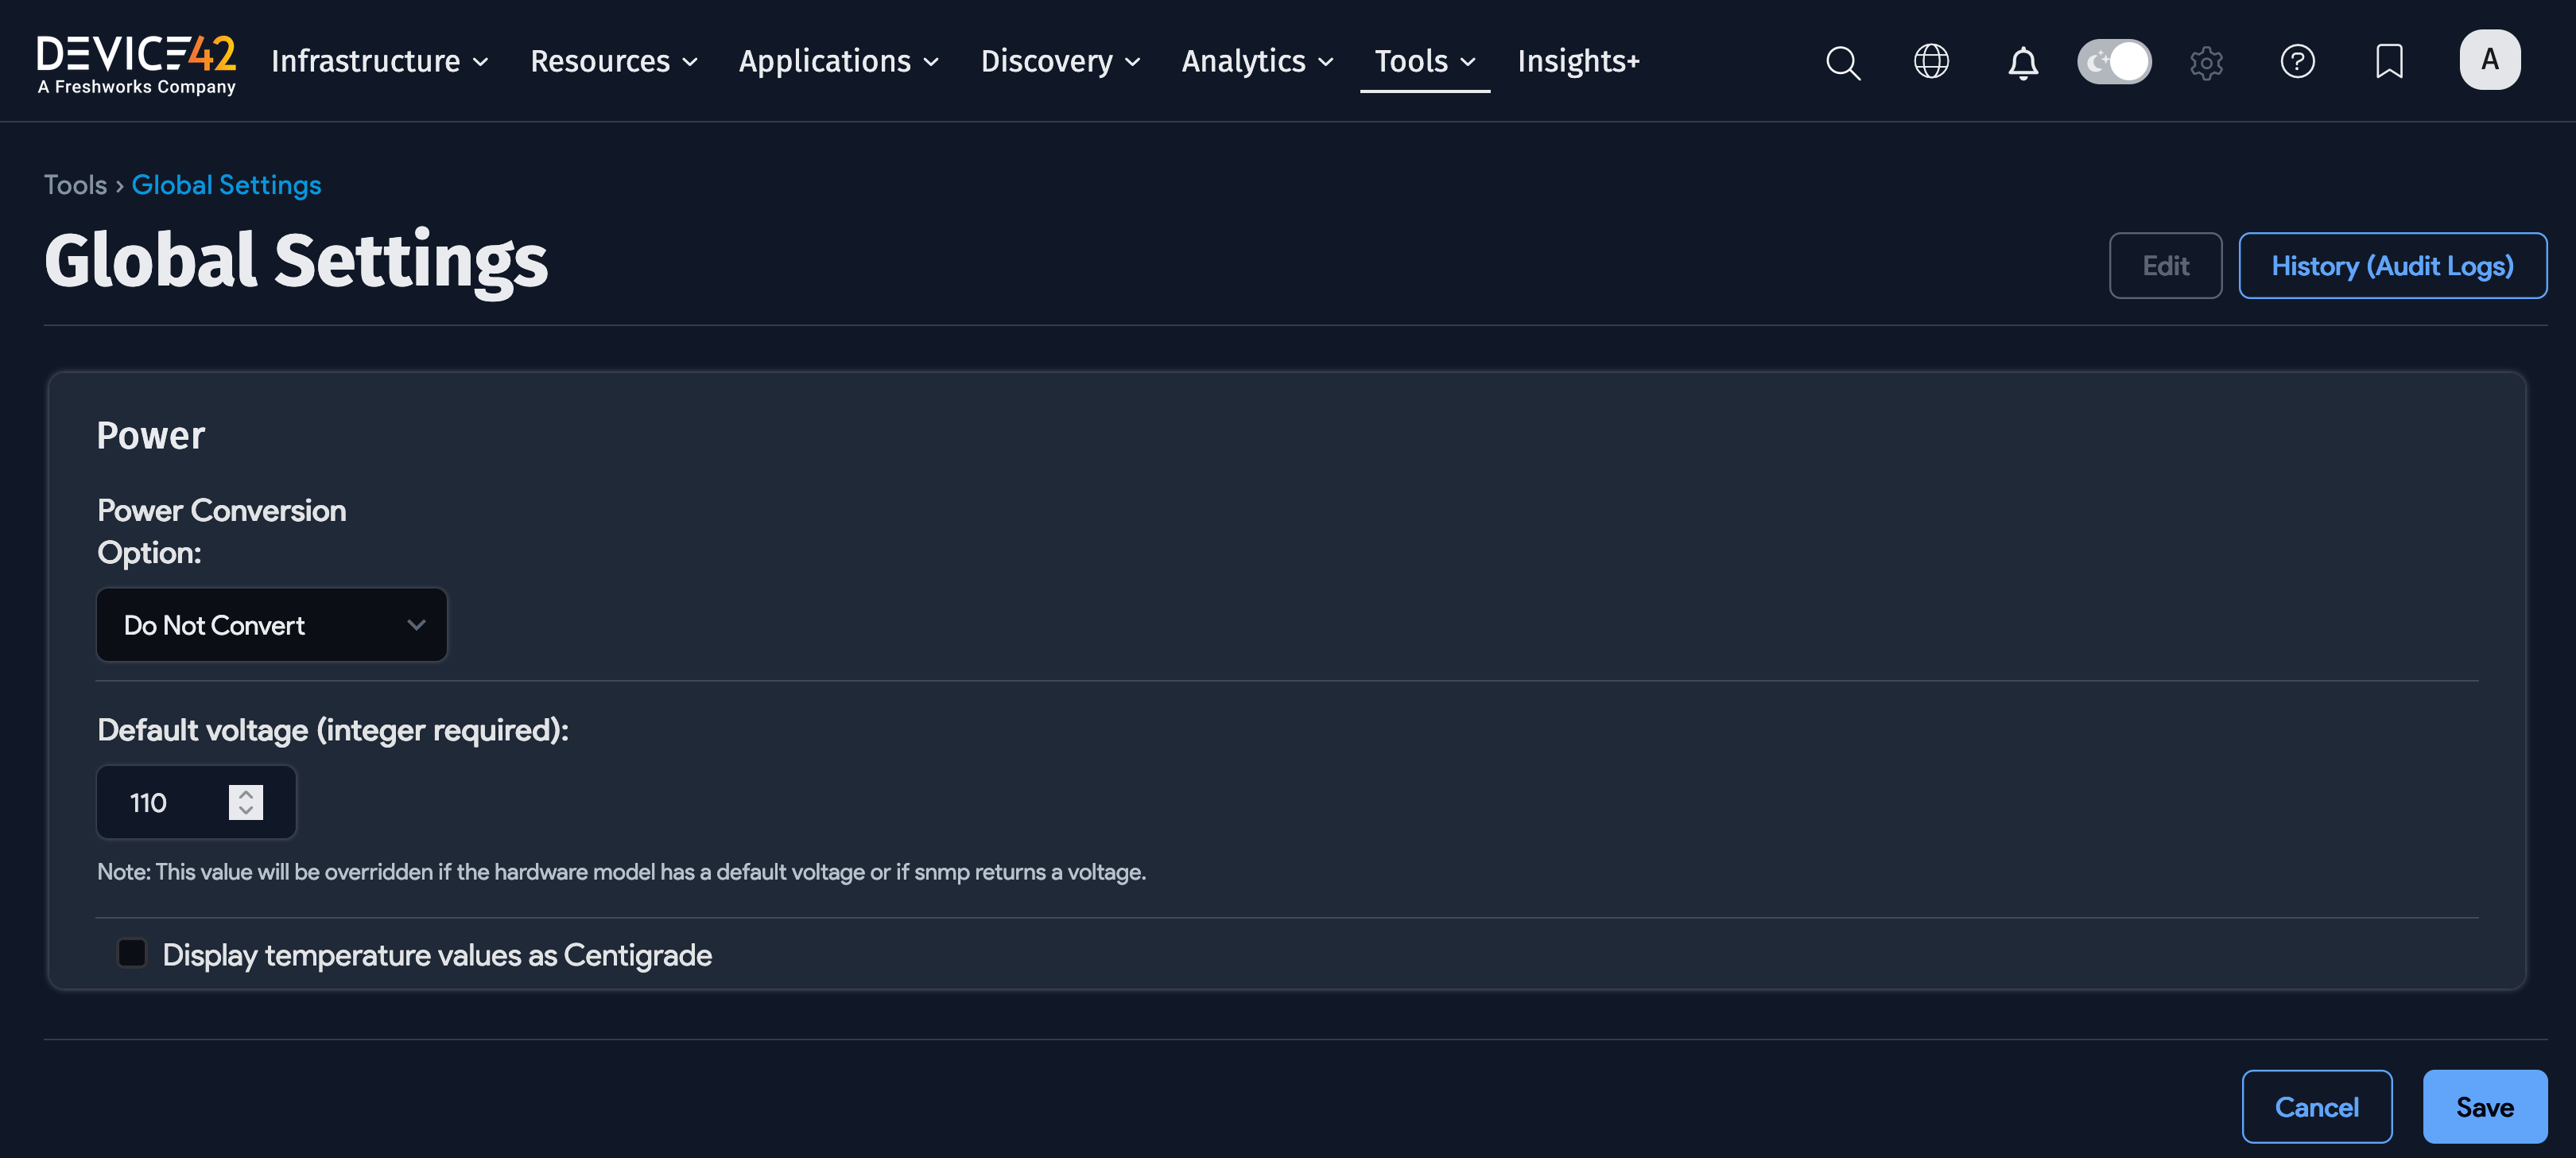 DEVICE42
A Freshworks Company
Infrastructure
Resources
Applications
Discovery
Analytics
Tools
Insights+
A
Tools › Global Settings
Global Settings
Edit
History (Audit Logs)
Power
Power Conversion
Option:
Do Not Convert
Default voltage (integer required):
110
Note: This value will be overridden if the hardware model has a default voltage or if snmp returns a voltage.
Display temperature values as Centigrade
Cancel
Save